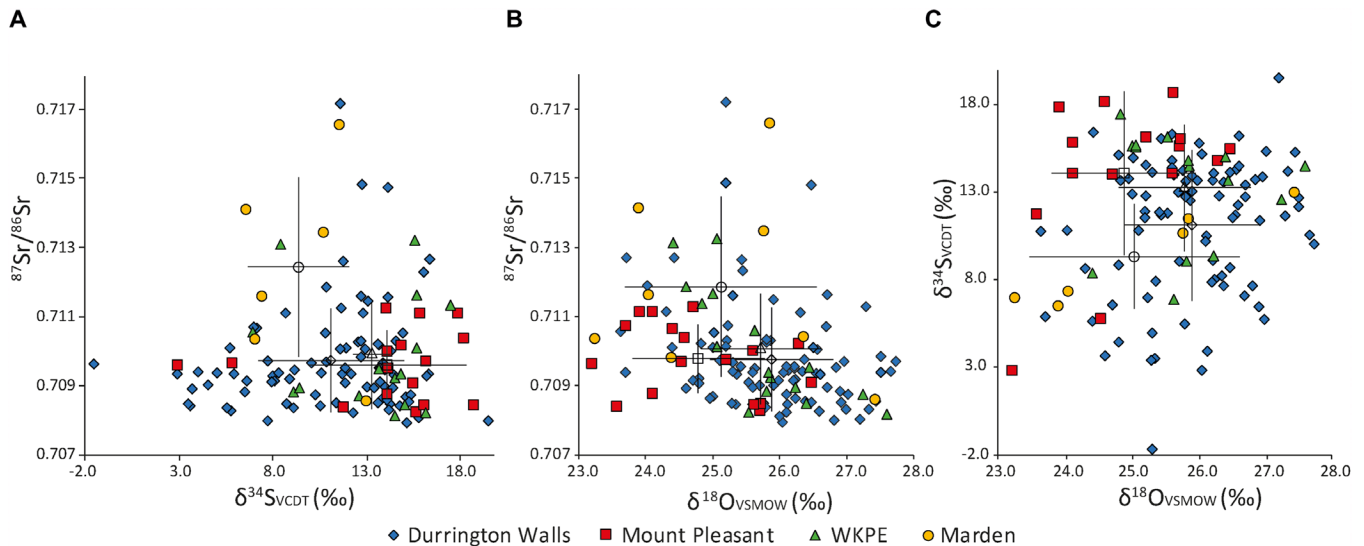 A
B
C
⁸⁷Sr/⁸⁶Sr
0.717
0.715
0.713
0.711
0.709
0.707
-2.0 3.0 8.0 13.0 18.0
δ³⁴SVCDT (‰)
⁸⁷Sr/⁸⁶Sr
0.717
0.715
0.713
0.711
0.709
0.707
23.0 24.0 25.0 26.0 27.2 28.2
δ¹⁸OVSMOW (‰)
δ³⁴SVCDT (‰)
18.0
13.0
8.0
3.0
-2.0
23.0 24.0 25.0 26.0 27.2 28.0
δ¹⁸OVSMOW (‰)
Durrington Walls Mount Pleasant WKPE Marden